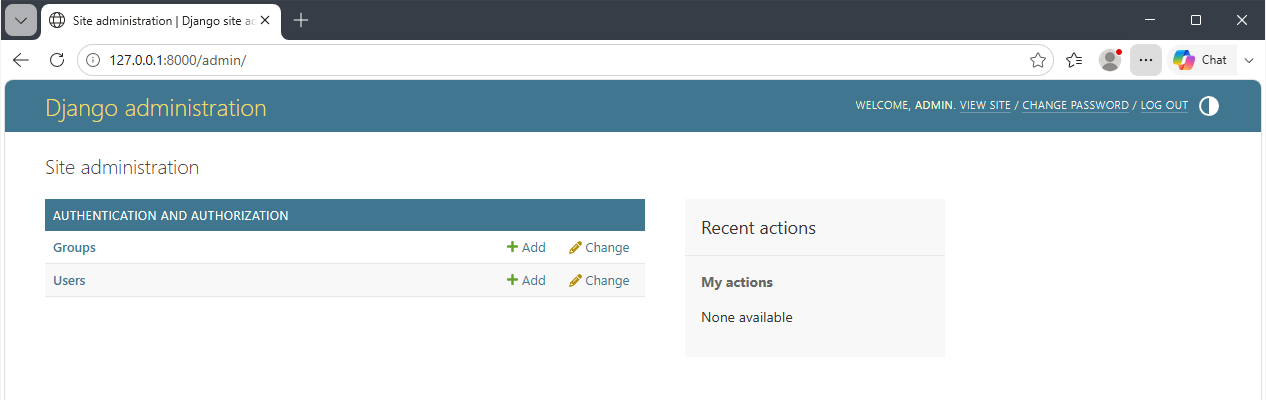 Site administration | Django site ac
127.0.0.1:8000/admin/
Chat
Django administration
WELCOME, ADMIN. VIEW SITE / CHANGE PASSWORD / LOG OUT
Site administration
AUTHENTICATION AND AUTHORIZATION
Groups Add Change
Users Add Change
Recent actions
My actions
None available